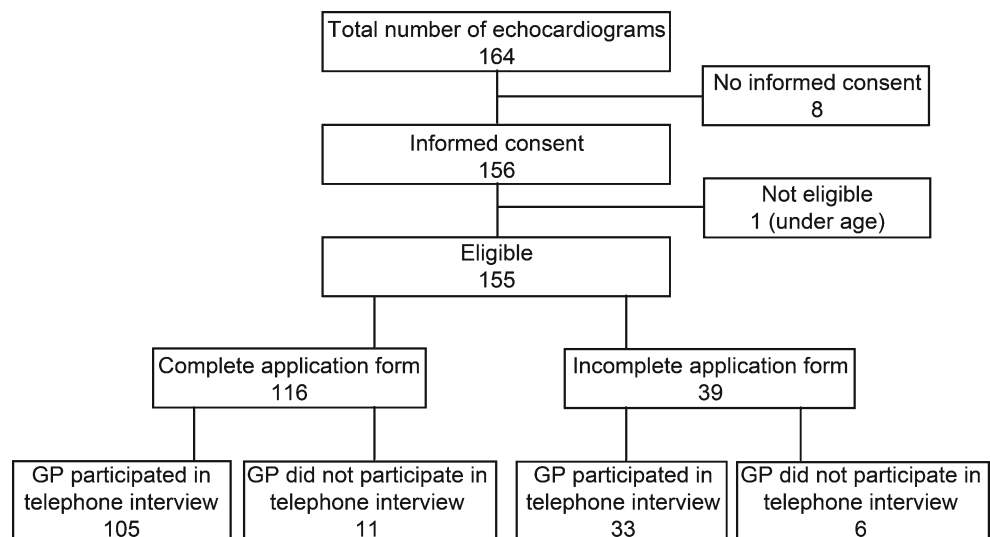 Total number of echocardiograms
164
No informed consent
8
Informed consent
156
Not eligible
1 (under age)
Eligible
155
Complete application form
116
Incomplete application form
39
GP participated in
telephone interview
105
GP did not participate in
telephone interview
11
GP participated in
telephone interview
33
GP did not participate in
telephone interview
6